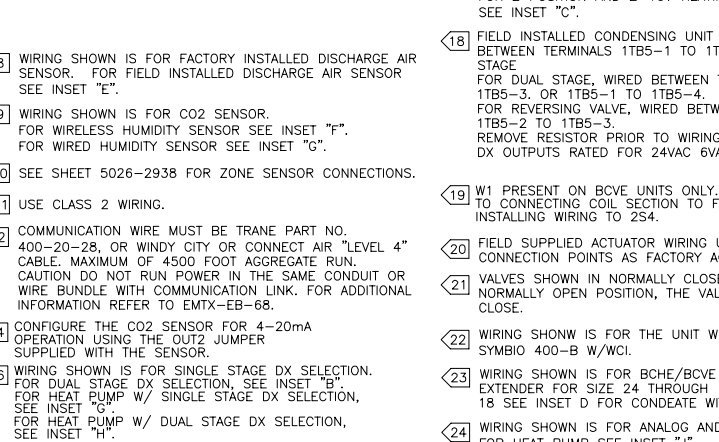 WIRING SHOWN IS FOR FACTORY INSTALLED DISCHARGE AIR
SENSOR. FOR FIELD INSTALLED DISCHARGE AIR SENSOR
SEE INSET "E".
WIRING SHOWN IS FOR CO2 SENSOR.
FOR WIRELESS HUMIDITY SENSOR SEE INSET "F".
FOR WIRED HUMIDITY SENSOR SEE INSET "G".
SEE SHEET 5026-2938 FOR ZONE SENSOR CONNECTIONS.
USE CLASS 2 WIRING.
COMMUNICATION WIRE MUST BE TRANE PART NO.
400-20-28, OR WINDY CITY OR CONNECT AIR "LEVEL 4"
CABLE. MAXIMUM OF 4500 FOOT AGGREGATE RUN.
CAUTION DO NOT RUN POWER IN THE SAME CONDUIT OR
WIRE BUNDLE WITH COMMUNICATION LINK. FOR ADDITIONAL
INFORMATION REFER TO EMTX-EB-68.
CONFIGURE THE CO2 SENSOR FOR 4-20mA
OPERATION USING THE OUT2 JUMPER
SUPPLIED WITH THE SENSOR.
WIRING SHOWN IS FOR SINGLE STAGE DX SELECTION.
FOR DUAL STAGE DX SELECTION, SEE INSET "B".
FOR HEAT PUMP W/ SINGLE STAGE DX SELECTION,
SEE INSET "G".
FOR HEAT PUMP W/ DUAL STAGE DX SELECTION,
SEE INSET "H".
SEE INSET "C".
18 FIELD INSTALLED CONDENSING UNIT
BETWEEN TERMINALS 1TB5-1 TO
STAGE
FOR DUAL STAGE, WIRED BETWEEN
1TB5-3. OR 1TB5-1 TO 1TB5-4.
FOR REVERSING VALVE, WIRED
1TB5-2 TO 1TB5-3.
REMOVE RESISTOR PRIOR TO WIRING
DX OUTPUTS RATED FOR 24VAC
19 W1 PRESENT ON BCVE UNITS ONLY.
TO CONNECTING COIL SECTION TO
INSTALLING WIRING TO 2S4.
20 FIELD SUPPLIED ACTUATOR WIRING
CONNECTION POINTS AS FACTORY
21 VALVES SHOWN IN NORMALLY
NORMALLY OPEN POSITION, THE
CLOSE.
22 WIRING SHONW IS FOR THE UNIT
SYMBIO 400-B W/WCI.
23 WIRING SHOWN IS FOR BCHE/BCVE
EXTENDER FOR SIZE 24 THROUGH
18 SEE INSET D FOR CONDEATE
24 WIRING SHOWN IS FOR ANALOG
FOR HEAT PUMP SEE INSET "J"